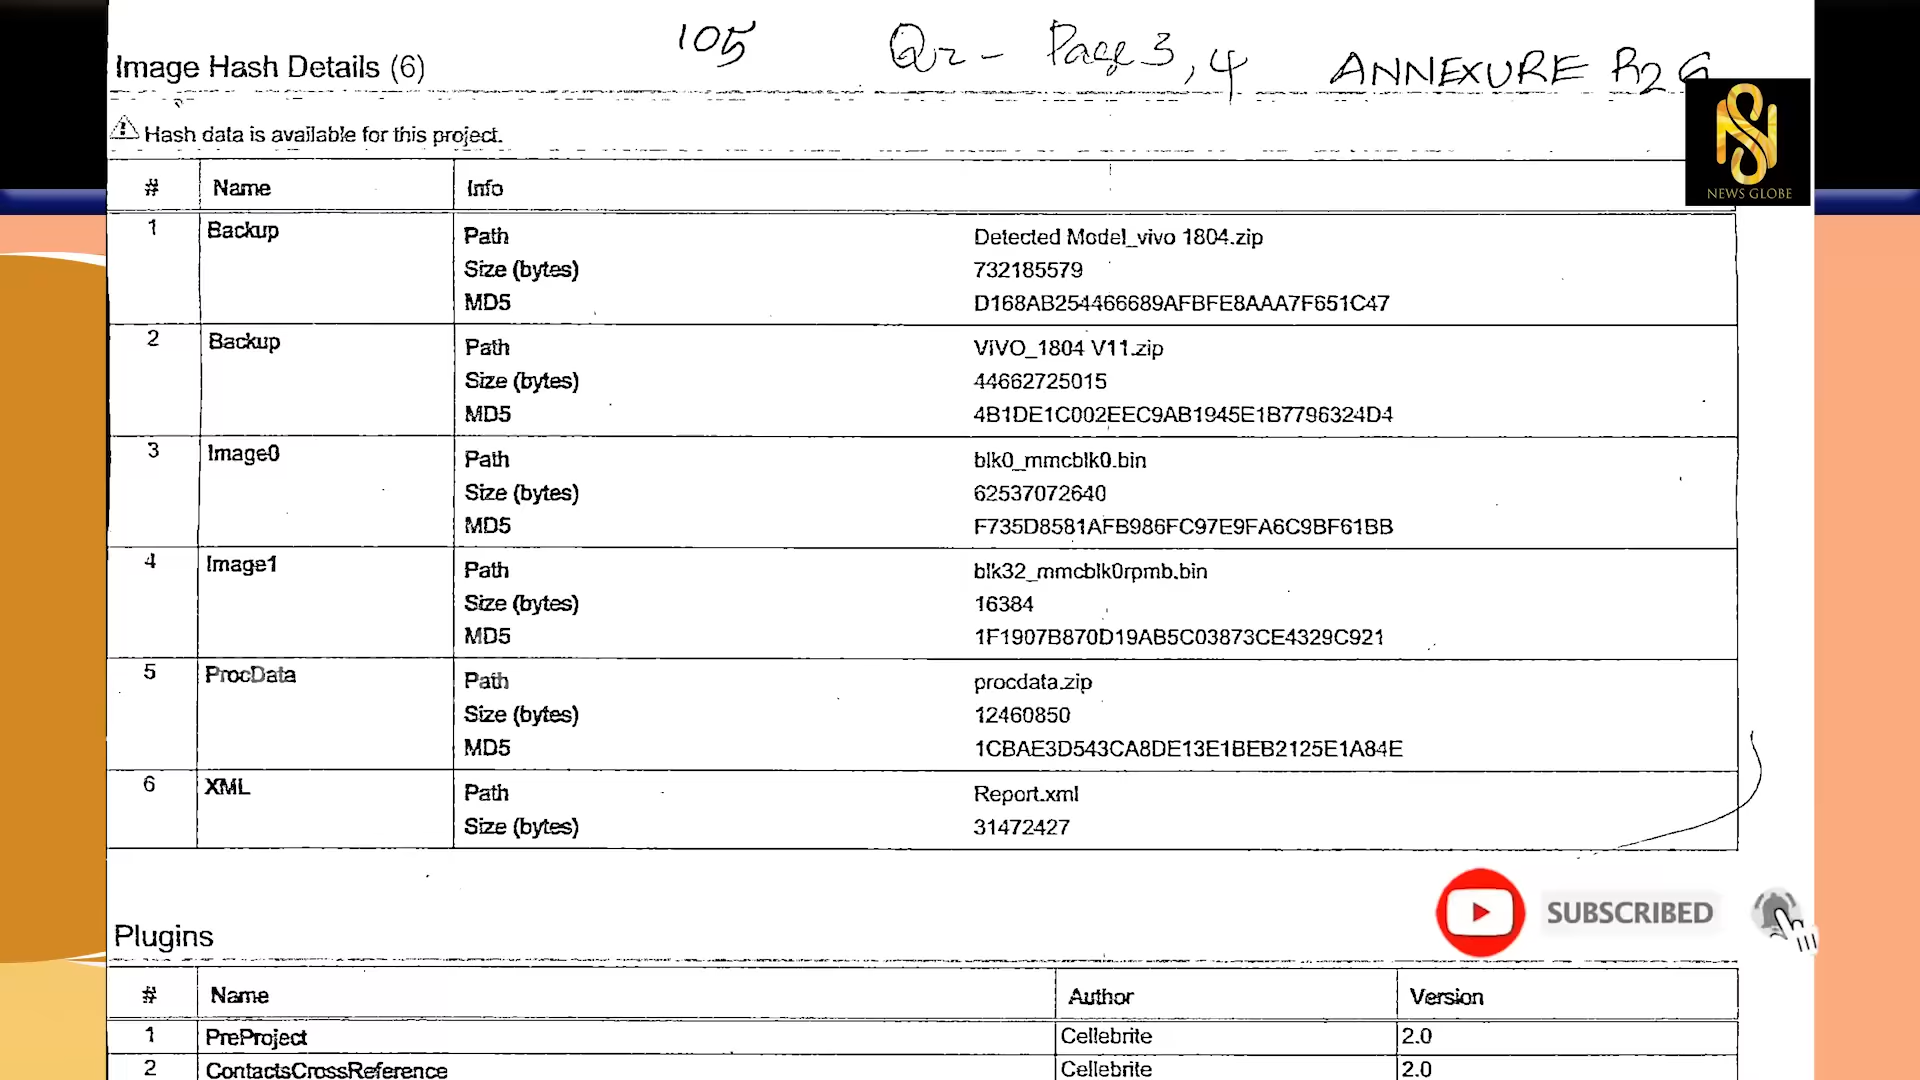 105 Qr - Page 3, 4 ANNEXURE R2 G
Image Hash Details (6)
Hash data is available for this project.
NEWS GLOBE
# Name Info
1 Backup Path Detected Model_vivo 1804.zip
Size (bytes) 732185579
MD5 D168AB254466689AFBFE8AAA7F651C47
2 Backup Path ViVO_1804 V11.zip
Size (bytes) 44662725015
MD5 4B1DE1C002EEC9AB1945E1B7796324D4
3 Image0 Path blk0_mmcblk0.bin
Size (bytes) 62537072640
MD5 F735D8581AFB986FC97E9FA6C9BF61BB
4 Image1 Path blk32_mmcblk0rpmb.bin
Size (bytes) 16384
MD5 1F1907B870D19AB5C03873CE4329C921
5 ProcData Path procdata.zip
Size (bytes) 12460850
MD5 1CBAE3D543CA8DE13E1BEB2125E1A84E
6 XML Path Report.xml
Size (bytes) 31472427
SUBSCRIBED
Plugins
# Name Author Version
1 PreProject Cellebrite 2.0
2 ContactsCrossReference Cellebrite 2.0